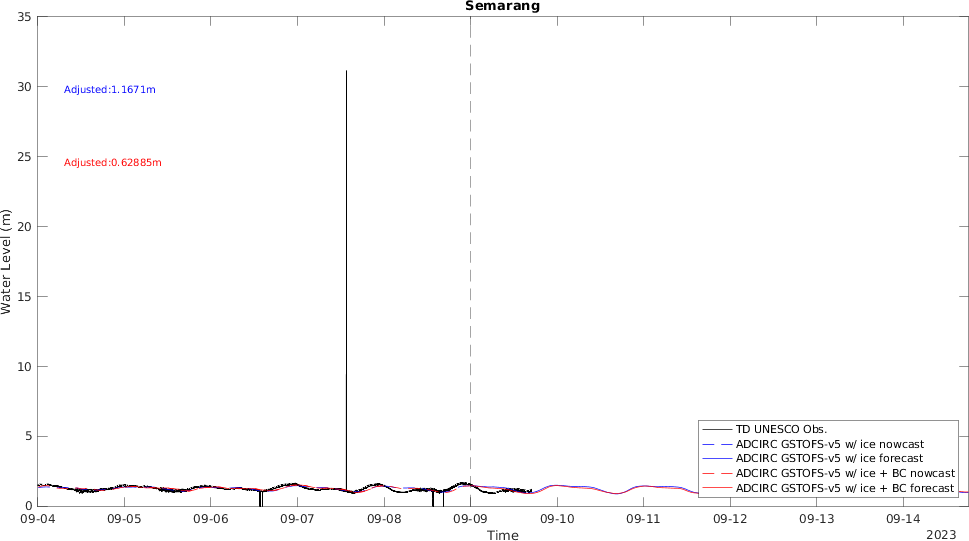 Semarang
35
30
25
20
15
10
5
0
Water Level (m)
Adjusted:1.1671m
Adjusted:0.62885m
TD UNESCO Obs.
ADCIRC GSTOFS-v5 w/ ice nowcast
ADCIRC GSTOFS-v5 w/ ice forecast
ADCIRC GSTOFS-v5 w/ ice + BC nowcast
ADCIRC GSTOFS-v5 w/ ice + BC forecast
09-04 09-05 09-06 09-07 09-08 09-09 09-10 09-11 09-12 09-13 09-14
Time
2023